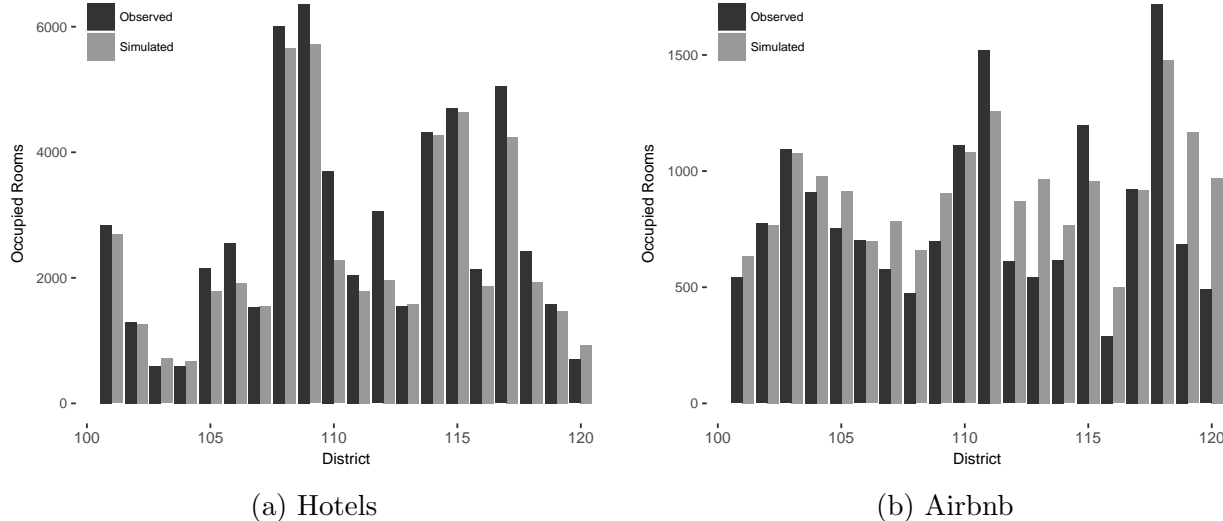 Observed
Simulated
6000
4000
2000
0
Occupied Rooms
100 105 110 115 120
District
(a) Hotels
Observed
Simulated
1500
1000
500
0
Occupied Rooms
100 105 110 115 120
District
(b) Airbnb